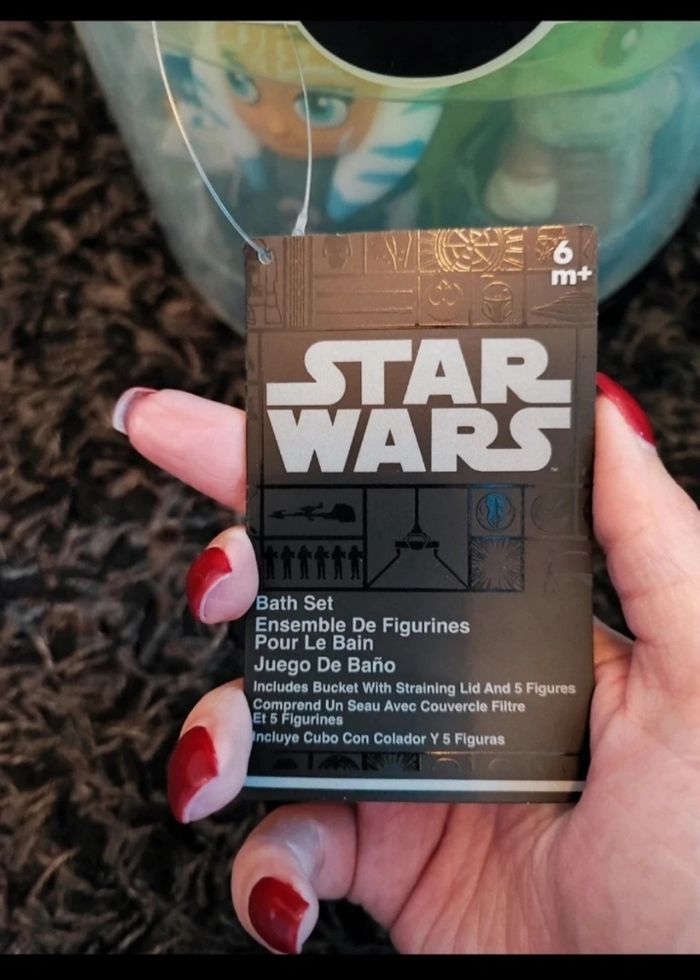 6
m+
STAR
WARS
Bath Set
Ensemble De Figurines
Pour Le Bain
Juego De Baño
Includes Bucket With Straining Lid And 5 Figures
Comprend Un Seau Avec Couvercle Filtre
Et 5 Figurines
Incluye Cubo Con Colador Y 5 Figuras